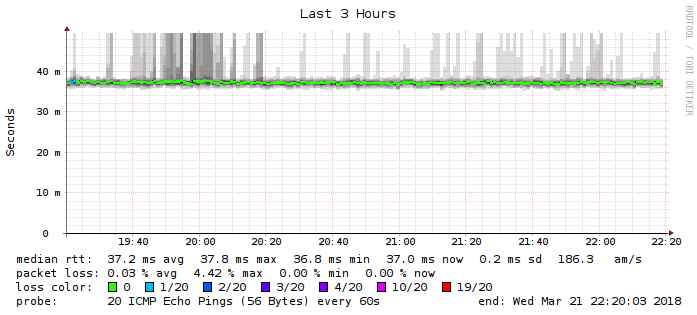 Last 3 Hours
RRDTOOL / TOBI OETIKER
Seconds
40 m
30 m
20 m
10 m
0
19:40 20:00 20:20 20:40 21:00 21:20 21:40 22:00 22:20
median rtt: 37.2 ms avg 37.8 ms max 36.8 ms min 37.0 ms now 0.2 ms sd 186.3 am/s
packet loss: 0.03 % avg 4.42 % max 0.00 % min 0.00 % now
loss color: 0 1/20 2/20 3/20 4/20 10/20 19/20
probe: 20 ICMP Echo Pings (56 Bytes) every 60s end: Wed Mar 21 22:20:03 2018